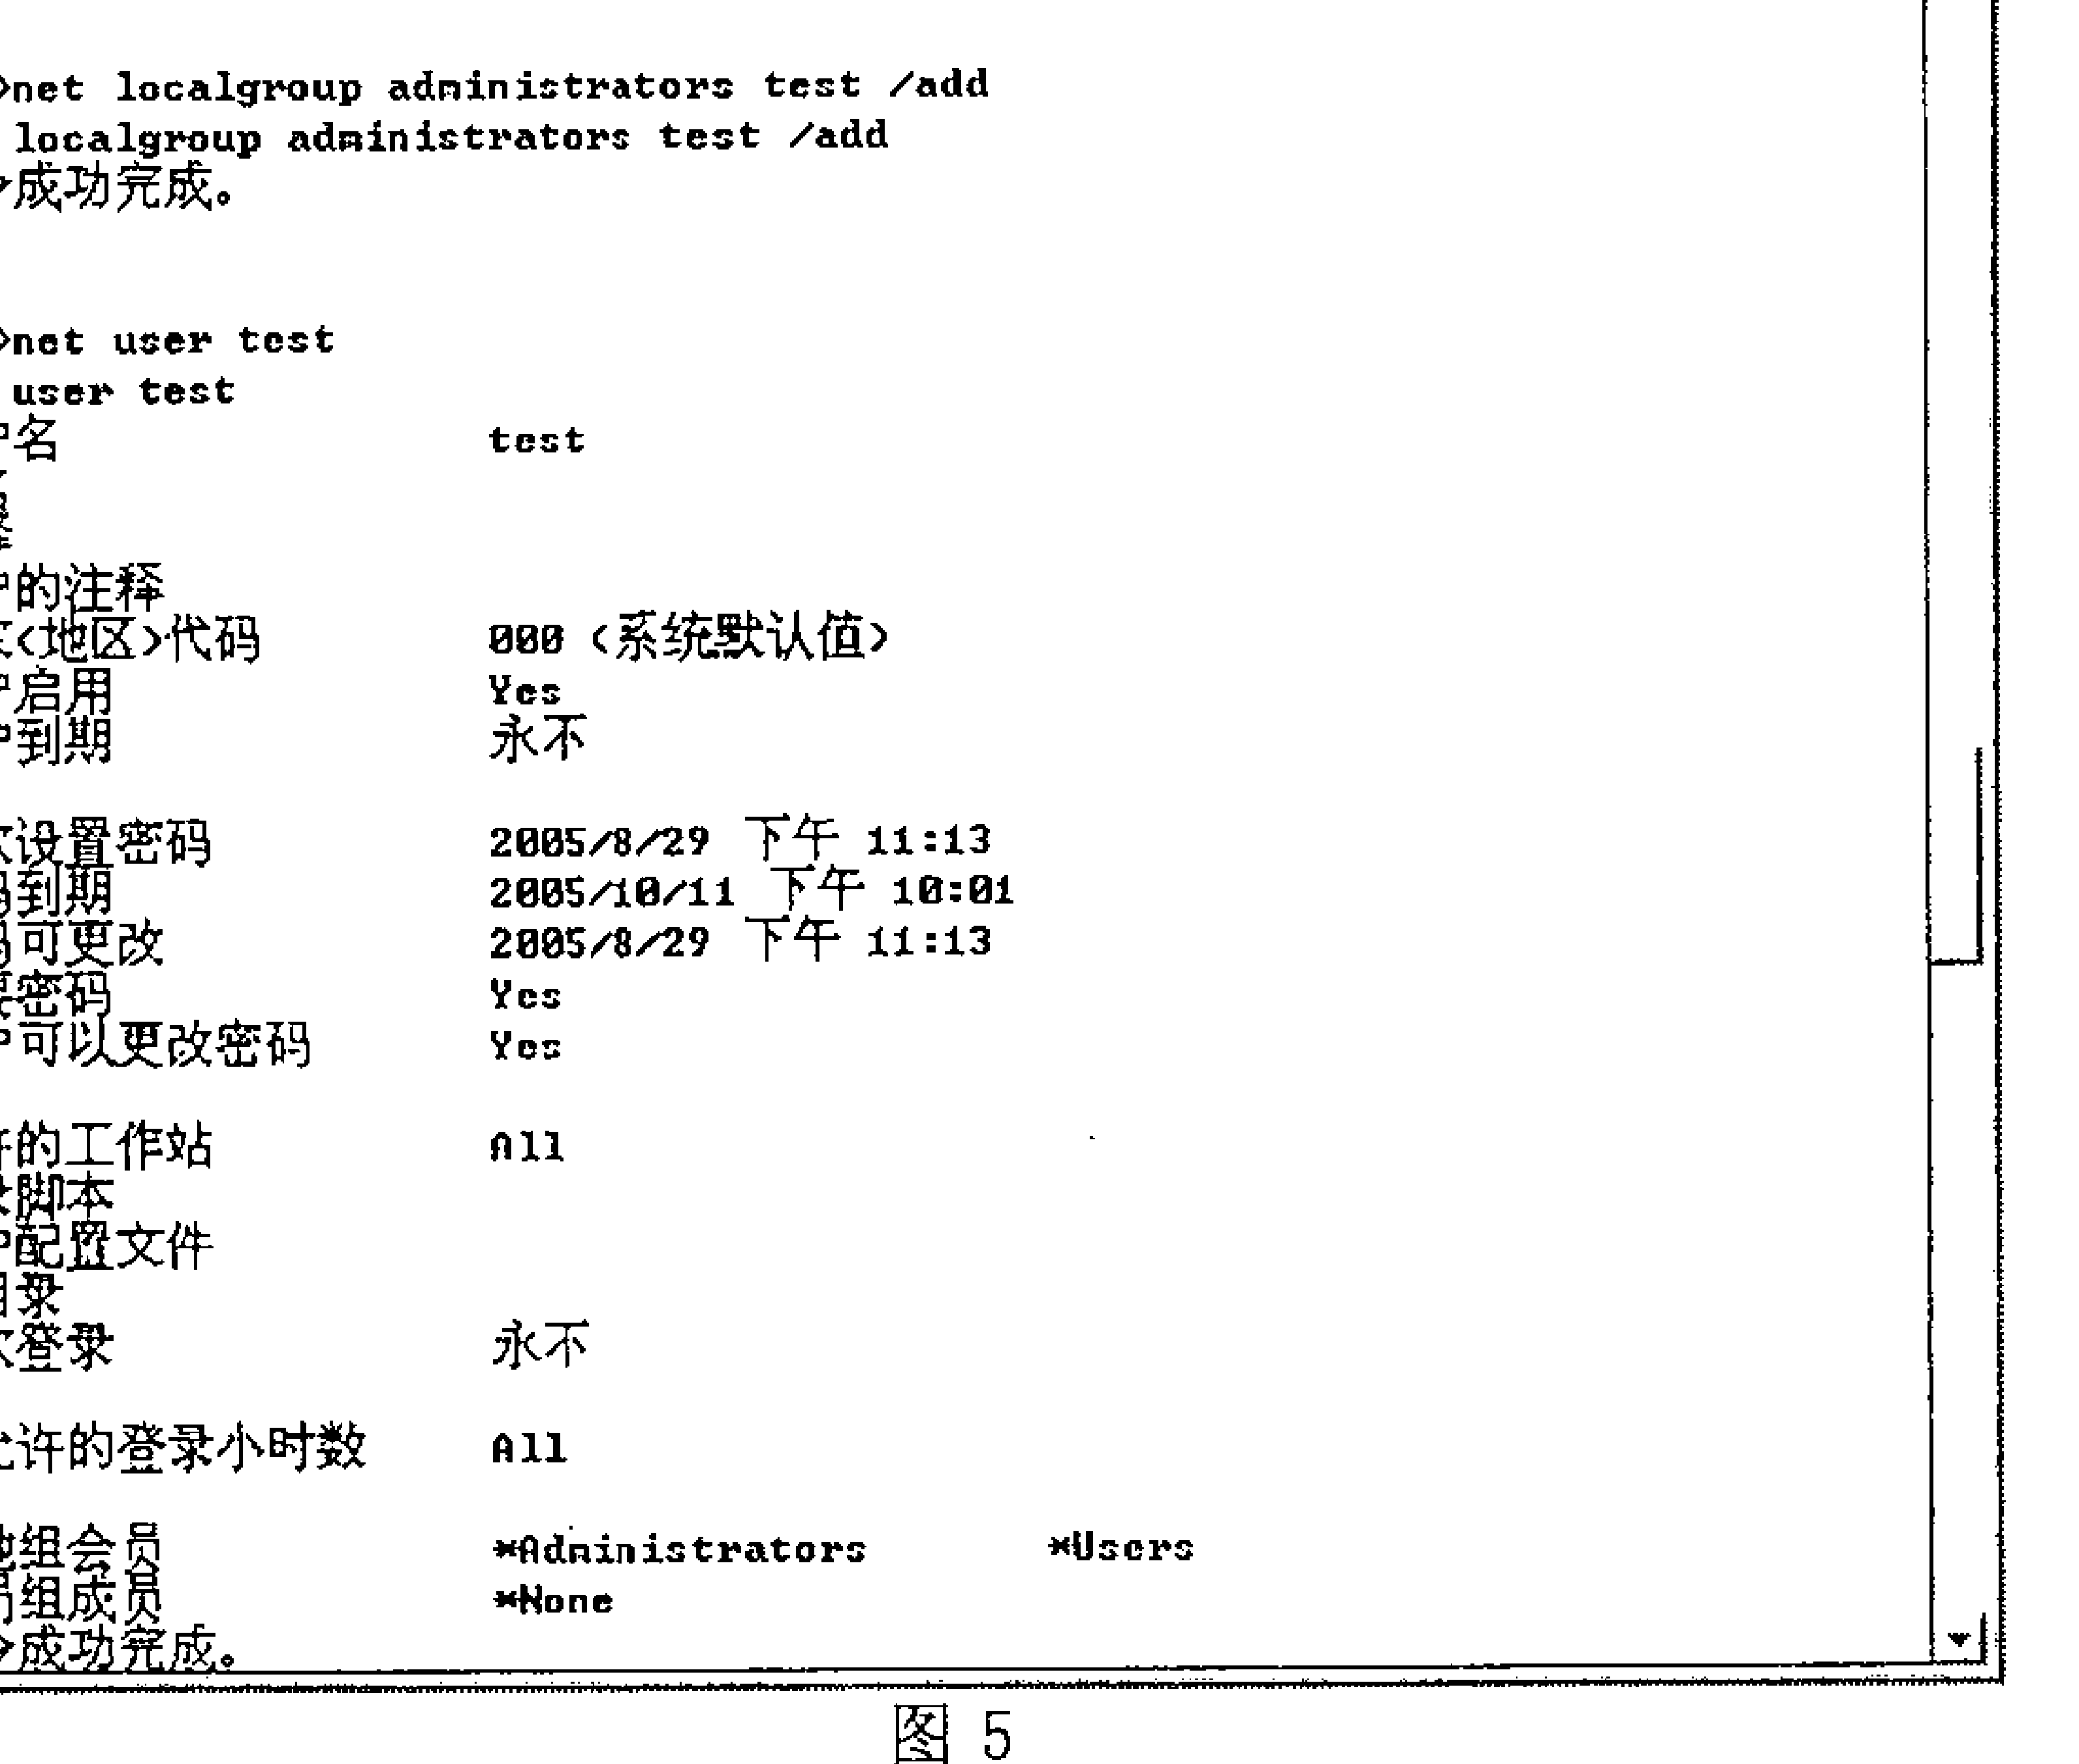 >net localgroup administrators test /add
localgroup administrators test /add
成功完成。
>net user test
user test
名 test
的注释
<地区>代码 000 <系统默认值>
启用 Yes
到期 永不
设置密码 2005/8/29 下午 11:13
到期 2005/10/11 下午 10:01
可更改 2005/8/29 下午 11:13
密码 Yes
可以更改密码 Yes
的工作站 All
脚本
配置文件
录
登录 永不
许的登录小时数 All
组会员 *Administrators *Users
组成员 *None
成功完成。
图 5